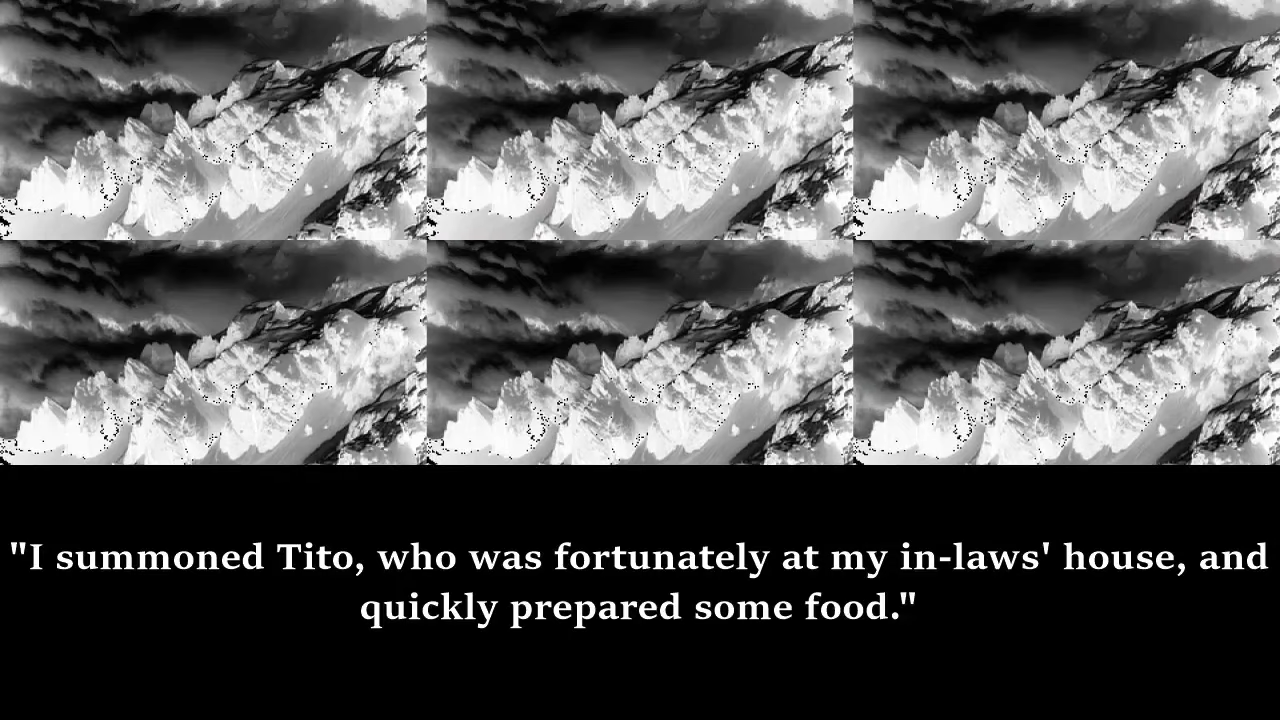 "I summoned Tito, who was fortunately at my in-laws' house, and
quickly prepared some food."